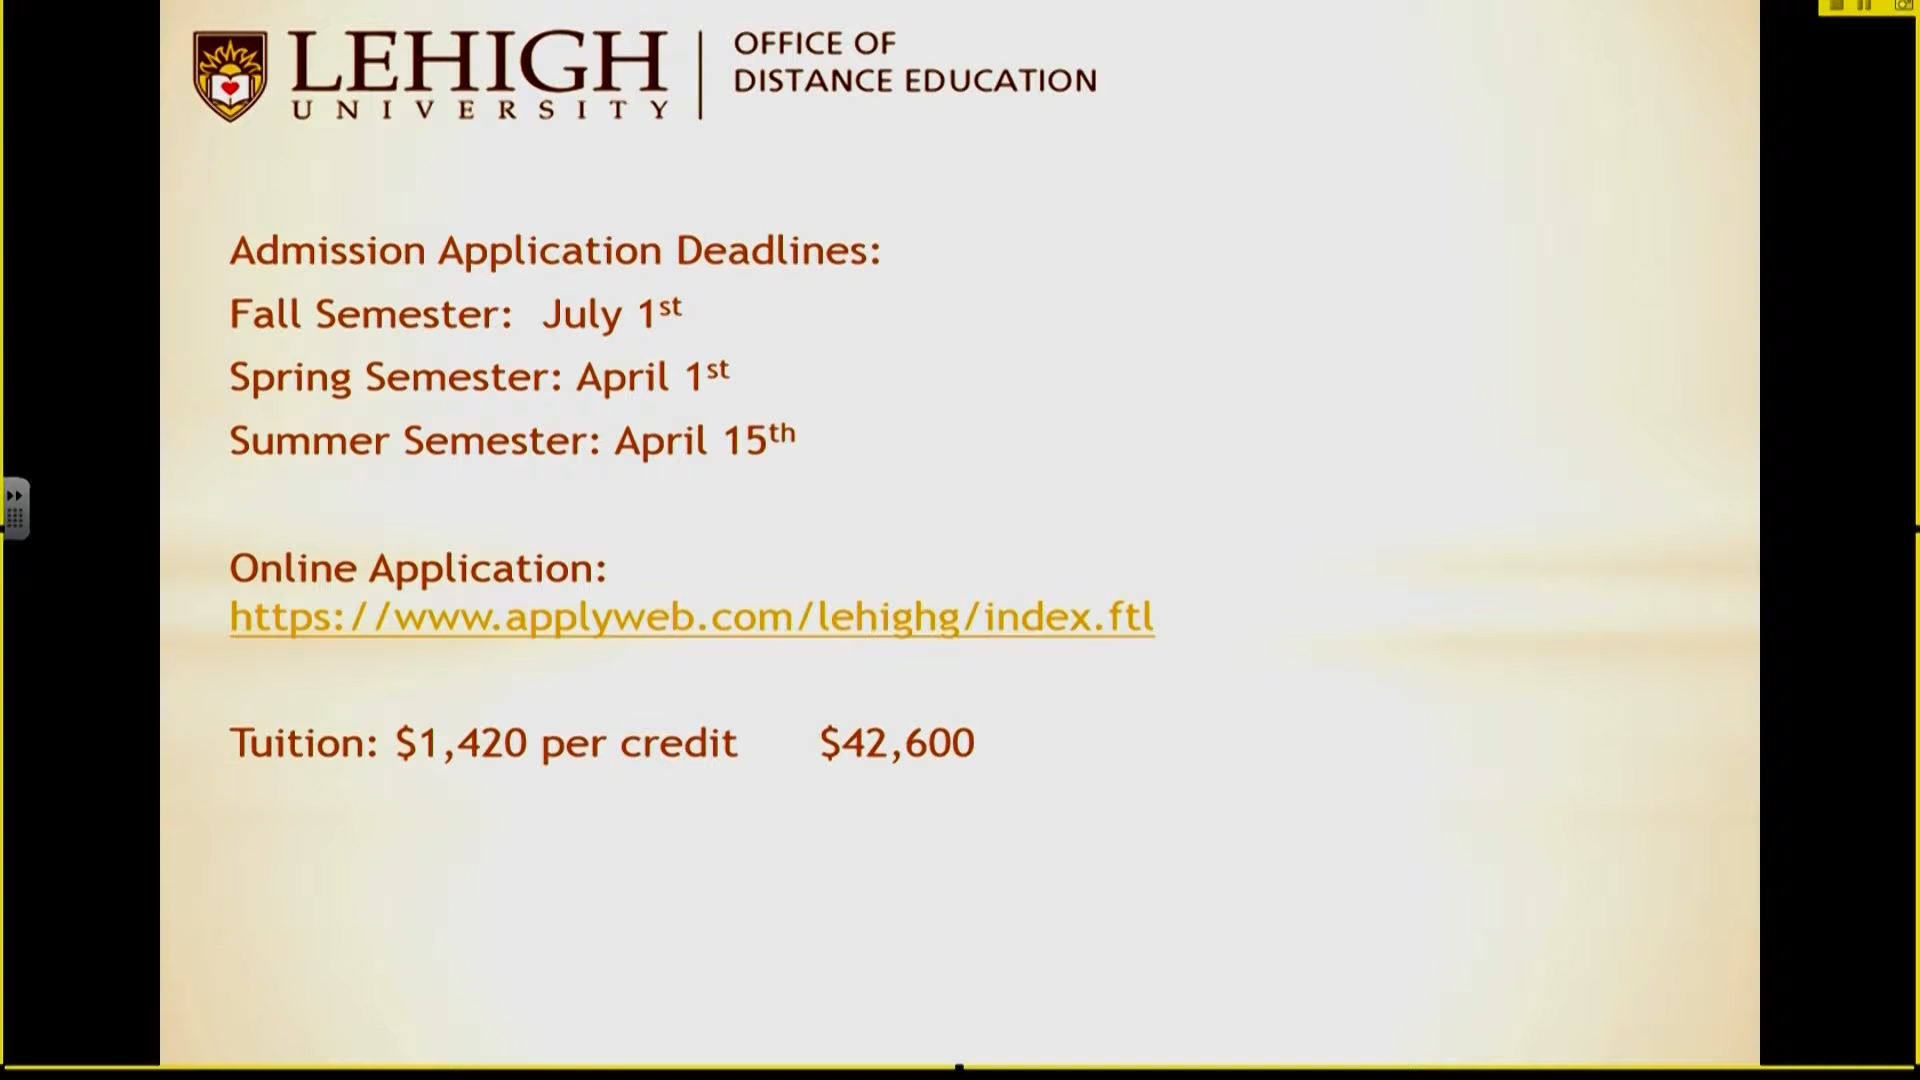 LEHIGH
UNIVERSITY
OFFICE OF
DISTANCE EDUCATION
Admission Application Deadlines:
Fall Semester: July 1st
Spring Semester: April 1st
Summer Semester: April 15th
Online Application:
https://www.applyweb.com/lehighg/index.ftl
Tuition: $1,420 per credit $42,600